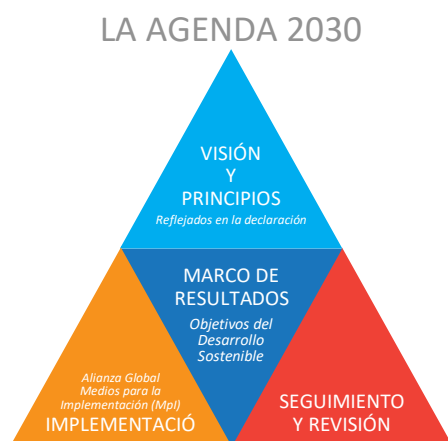 LA AGENDA 2030
VISIÓN
Y
PRINCIPIOS
Reflejados en la declaración
MARCO DE
RESULTADOS
Objetivos del
Desarrollo
Sostenible
Alianza Global
Medios para la
Implementación (MpI)
IMPLEMENTACIÓ
SEGUIMIENTO
Y REVISIÓN